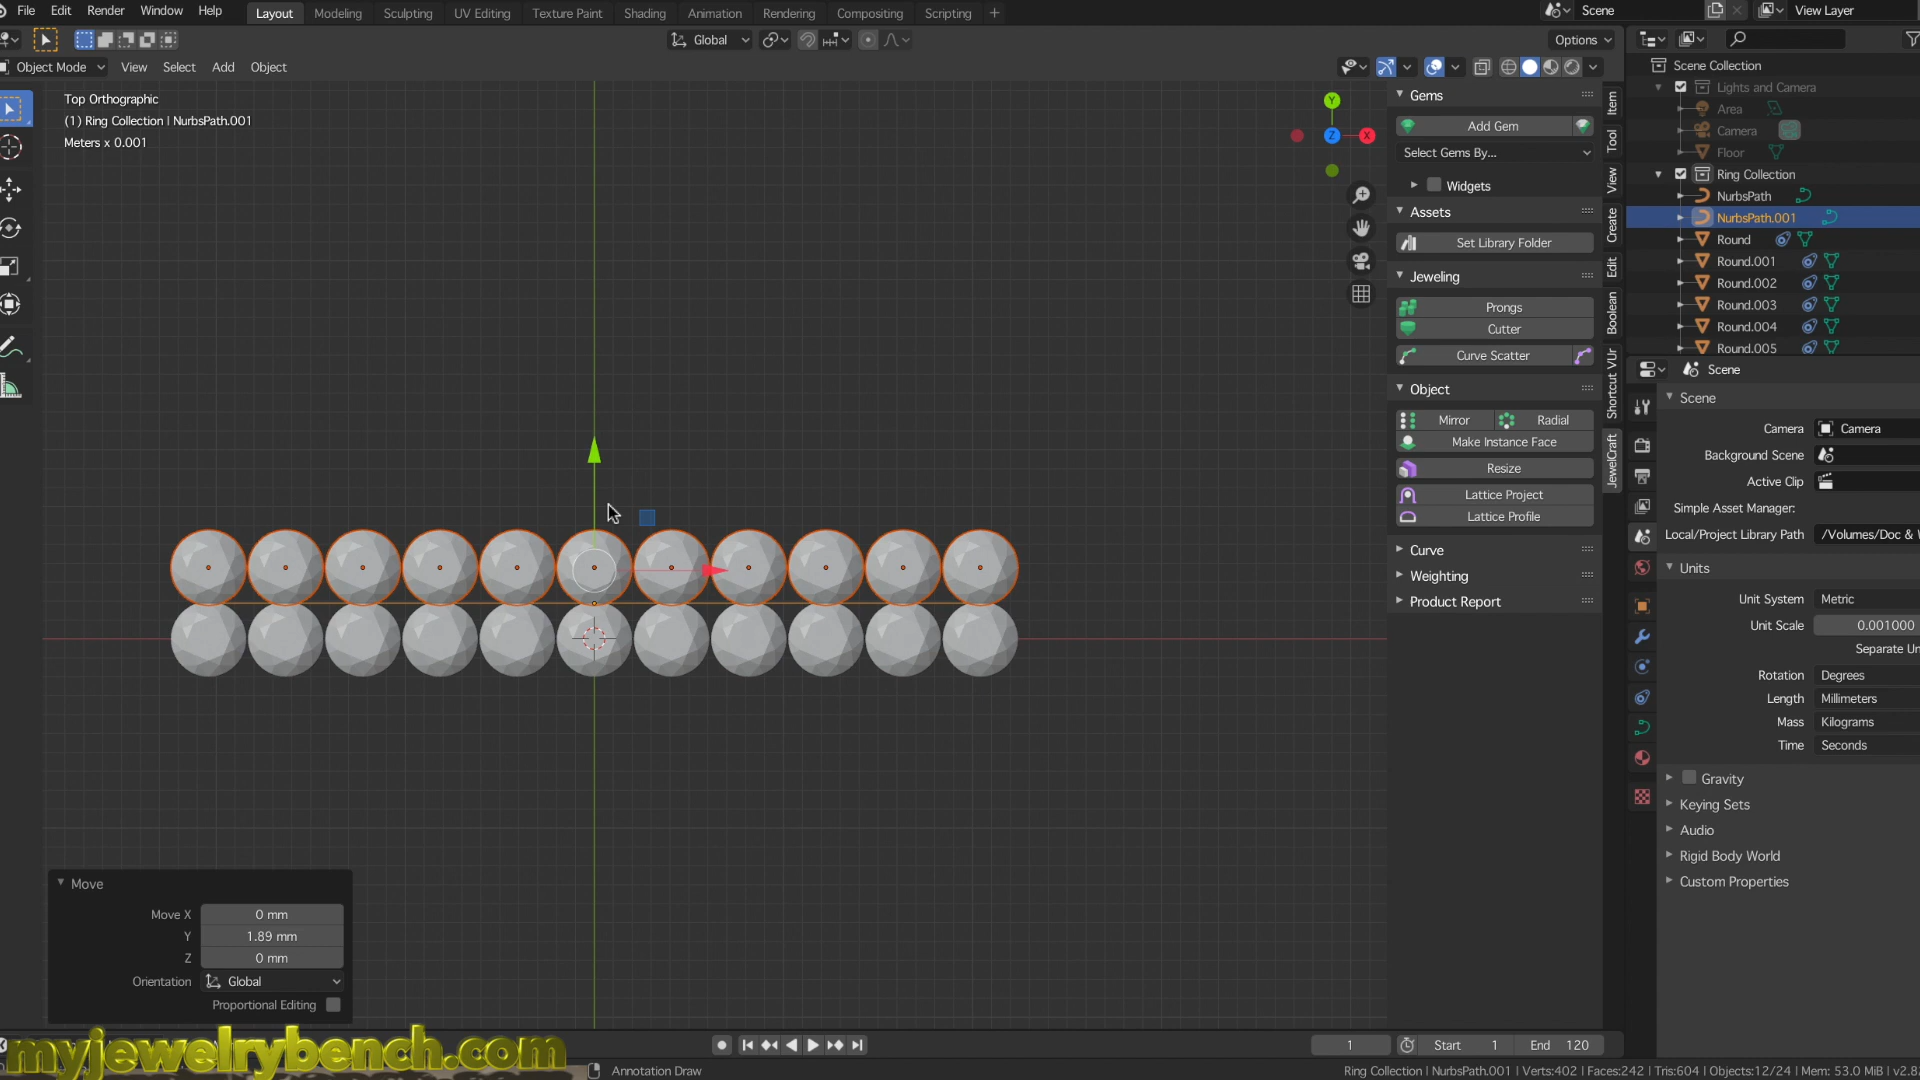 File Edit Render Window Help Layout Modeling Sculpting UV Editing Texture Paint Shading Animation Rendering Compositing Scripting + Scene View Layer
Global Options
Object Mode View Select Add Object
Top Orthographic
(1) Ring Collection | NurbsPath.001
Meters x 0.001
Y
Z
X
Gems
Add Gem
Select Gems By...
Widgets
Assets
Set Library Folder
Jeweling
Prongs
Cutter
Curve Scatter
Object
Mirror Radial
Make Instance Face
Resize
Lattice Project
Lattice Profile
Curve
Weighting
Product Report
Item
Tool
View
Create
Edit
Boolean
Shortcut VUr
JewelCraft
Scene Collection
Lights and Camera
Area
Camera
Floor
Ring Collection
NurbsPath
NurbsPath.001
Round
Round.001
Round.002
Round.003
Round.004
Round.005
Scene
Scene
Camera Camera
Background Scene
Active Clip
Simple Asset Manager:
Local/Project Library Path /Volumes/Doc &
Units
Unit System Metric
Unit Scale 0.001000
Separate Un
Rotation Degrees
Length Millimeters
Mass Kilograms
Time Seconds
Gravity
Keying Sets
Audio
Rigid Body World
Custom Properties
Move
Move X 0 mm
Y 1.89 mm
Z 0 mm
Orientation Global
Proportional Editing
myjewelrybench.com
1 Start 1 End 120
Annotation Draw
Ring Collection | NurbsPath.001 | Verts:402 | Faces:242 | Tris:604 | Objects:12/24 | Mem: 53.0 MiB | v2.8